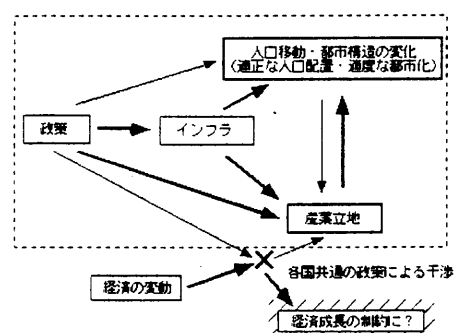 人口移動・都市構造の変化
(適正な人口配置・適度な都市化)
政策
インフラ
産業立地
各国共通の政策による干渉
経済の変動
経済成長の制約に?